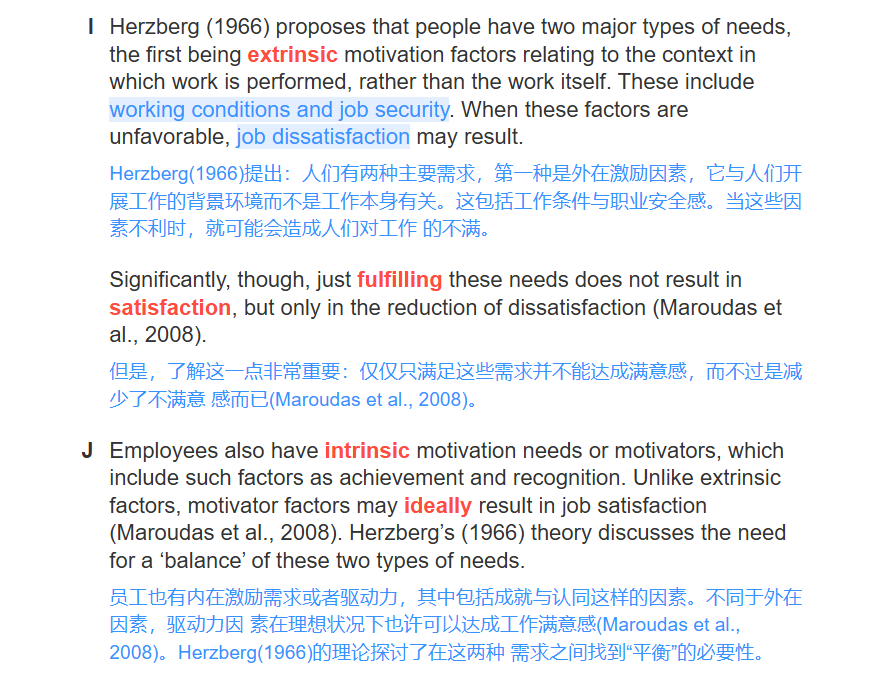 I Herzberg (1966) proposes that people have two major types of needs,
the first being extrinsic motivation factors relating to the context in
which work is performed, rather than the work itself. These include
working conditions and job security. When these factors are
unfavorable, job dissatisfaction may result.
Herzberg(1966)提出：人们有两种主要需求，第一种是外在激励因素，它与人们开
展工作的背景环境而不是工作本身有关。这包括工作条件与职业安全感。当这些因
素不利时，就可能会造成人们对工作 的不满。
Significantly, though, just fulfilling these needs does not result in
satisfaction, but only in the reduction of dissatisfaction (Maroudas et
al., 2008).
但是，了解这一点非常重要：仅仅只满足这些需求并不能达成满意感，而不过是减
少了不满意 感而已(Maroudas et al., 2008)。
J Employees also have intrinsic motivation needs or motivators, which
include such factors as achievement and recognition. Unlike extrinsic
factors, motivator factors may ideally result in job satisfaction
(Maroudas et al., 2008). Herzberg’s (1966) theory discusses the need
for a ‘balance’ of these two types of needs.
员工也有内在激励需求或者驱动力，其中包括成就与认同这样的因素。不同于外在
因素，驱动力因 素在理想状况下也许可以达成工作满意感(Maroudas et al.,
2008)。Herzberg(1966)的理论探讨了在这两种 需求之间找到“平衡”的必要性。